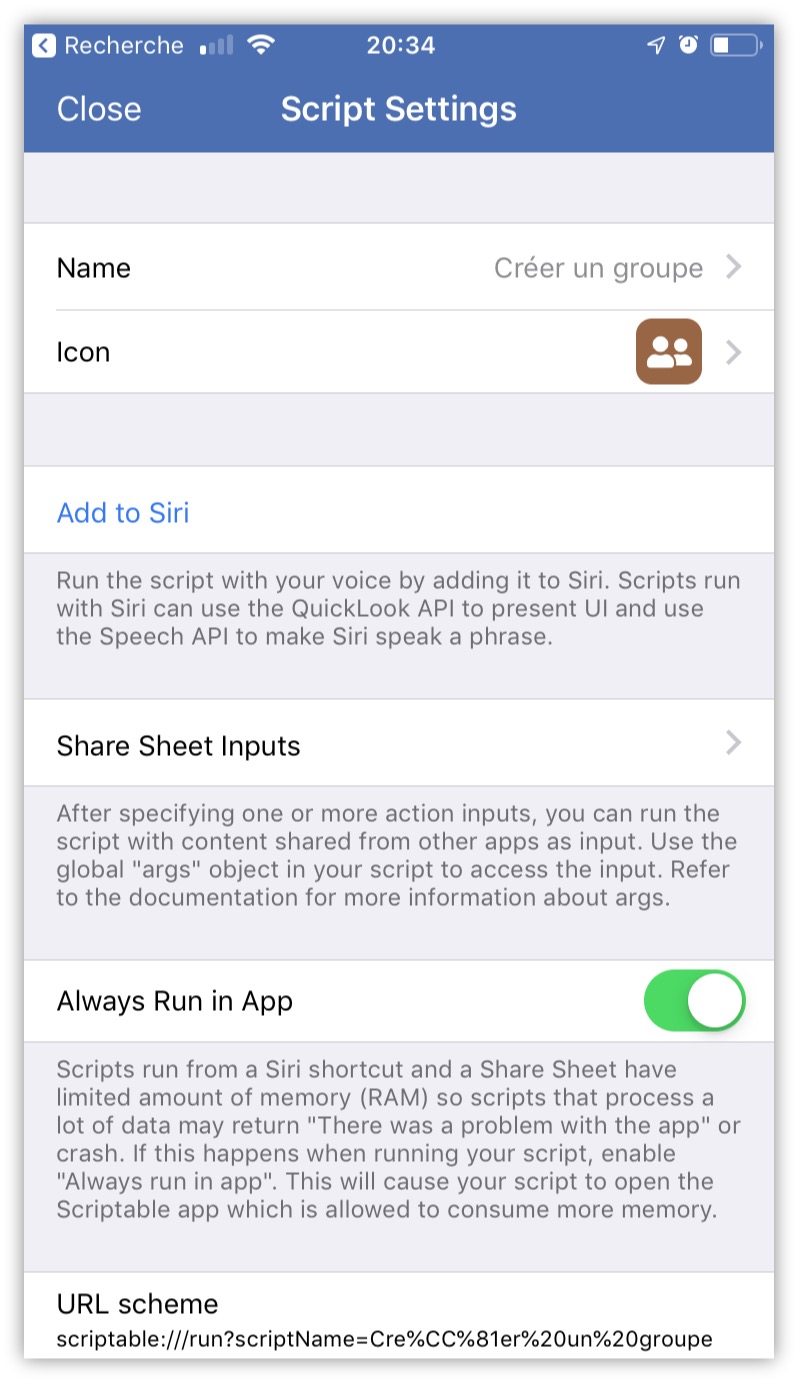 Recherche 20:34
Close Script Settings
Name Créer un groupe
Icon
Add to Siri
Run the script with your voice by adding it to Siri. Scripts run
with Siri can use the QuickLook API to present UI and use
the Speech API to make Siri speak a phrase.
Share Sheet Inputs
After specifying one or more action inputs, you can run the
script with content shared from other apps as input. Use the
global "args" object in your script to access the input. Refer
to the documentation for more information about args.
Always Run in App
Scripts run from a Siri shortcut and a Share Sheet have
limited amount of memory (RAM) so scripts that process a
lot of data may return "There was a problem with the app" or
crash. If this happens when running your script, enable
"Always run in app". This will cause your script to open the
Scriptable app which is allowed to consume more memory.
URL scheme
scriptable:///run?scriptName=Cre%CC%81er%20un%20groupe